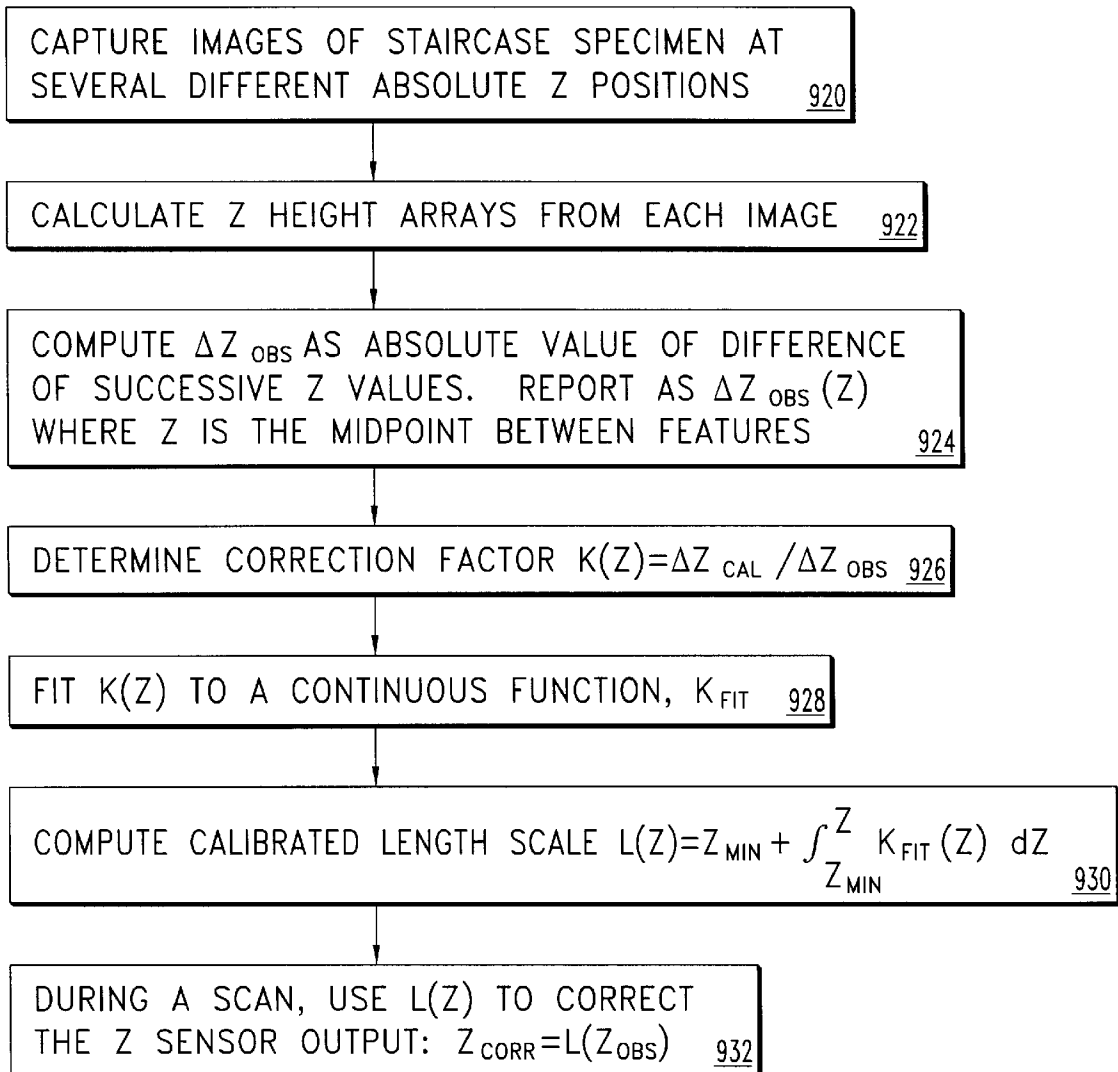 CAPTURE IMAGES OF STAIRCASE SPECIMEN AT
SEVERAL DIFFERENT ABSOLUTE Z POSITIONS 920
CALCULATE Z HEIGHT ARRAYS FROM EACH IMAGE 922
COMPUTE ΔZ OBS AS ABSOLUTE VALUE OF DIFFERENCE
OF SUCCESSIVE Z VALUES. REPORT AS ΔZ OBS (Z)
WHERE Z IS THE MIDPOINT BETWEEN FEATURES 924
DETERMINE CORRECTION FACTOR K(Z)=ΔZ CAL /ΔZ OBS 926
FIT K(Z) TO A CONTINUOUS FUNCTION, K FIT 928
COMPUTE CALIBRATED LENGTH SCALE L(Z)=Z MIN + ∫ Z MIN Z K FIT (Z) dZ 930
DURING A SCAN, USE L(Z) TO CORRECT
THE Z SENSOR OUTPUT: Z CORR =L(Z OBS) 932